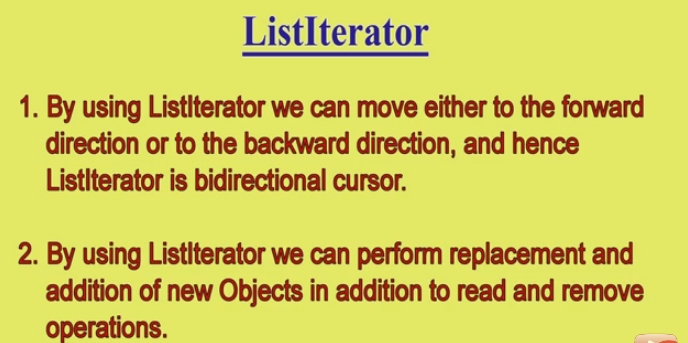 ListIterator
1. By using ListIterator we can move either to the forward
direction or to the backward direction, and hence
ListIterator is bidirectional cursor.
2. By using ListIterator we can perform replacement and
addition of new Objects in addition to read and remove
operations.